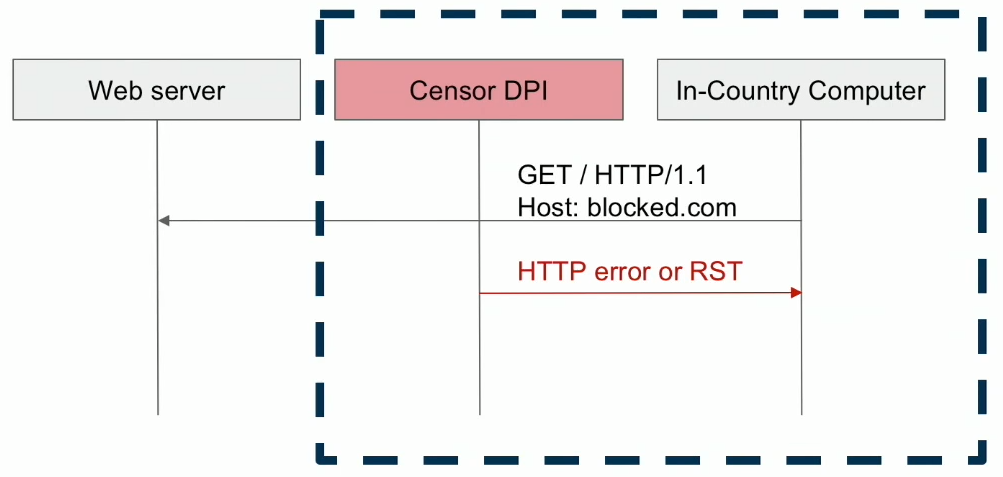 Web server
Censor DPI
In-Country Computer
GET / HTTP/1.1
Host: blocked.com
HTTP error or RST